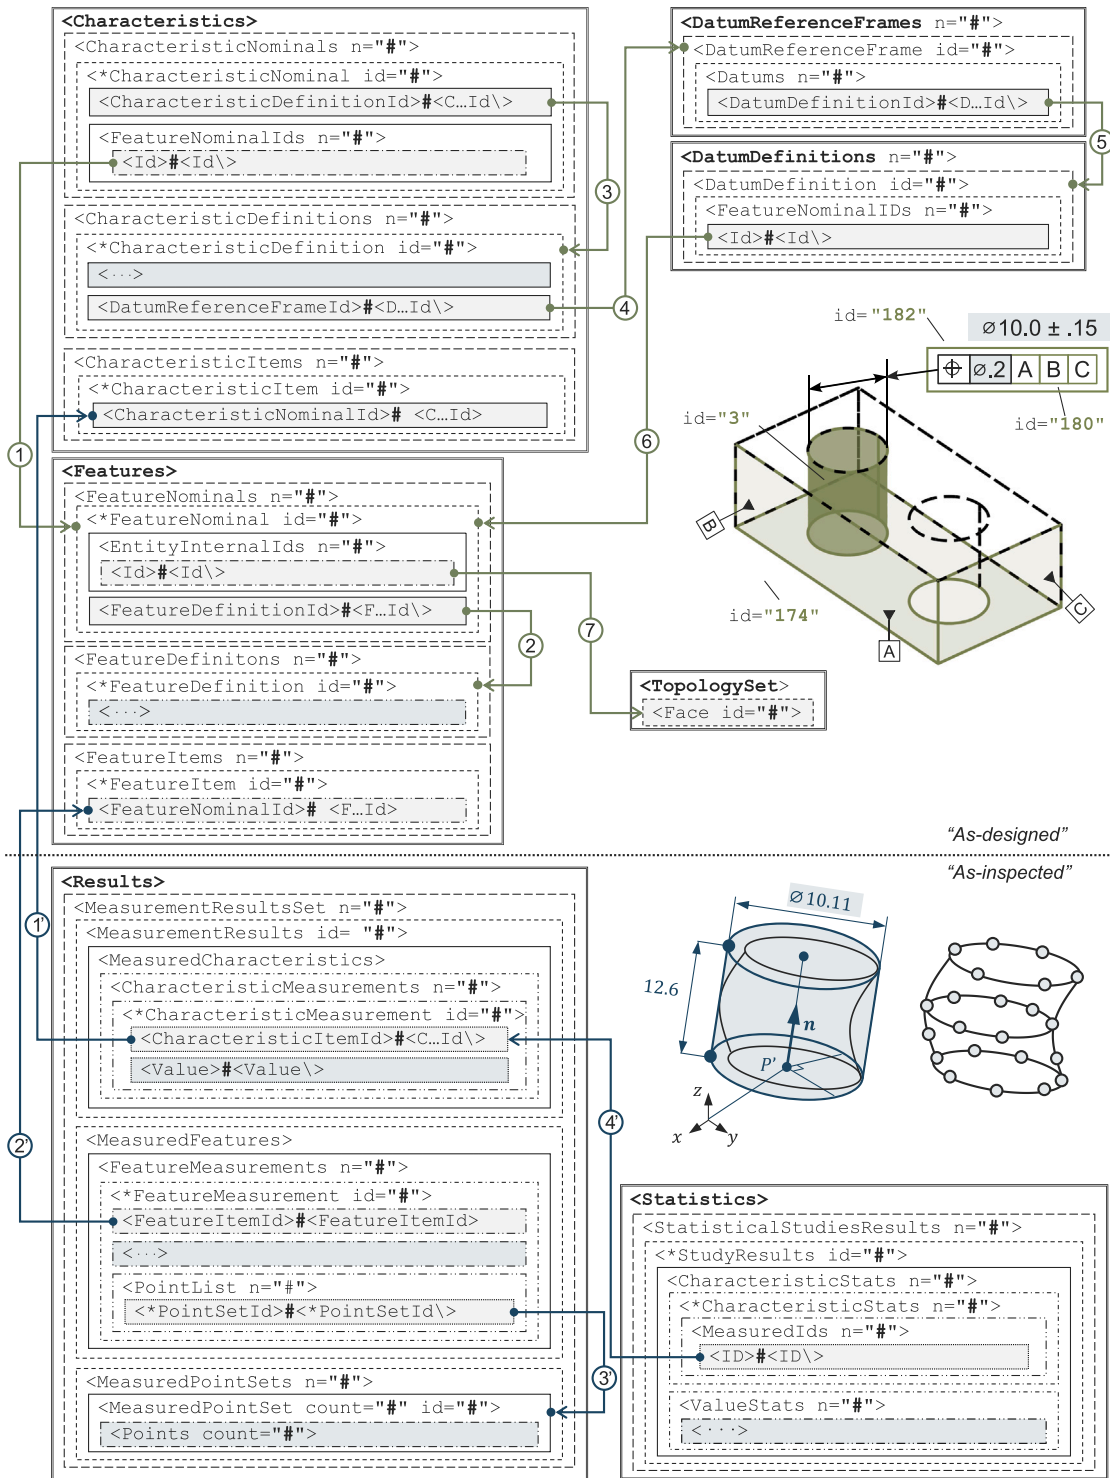 <Characteristics>
<CharacteristicNominals n="#">
<*CharacteristicNominal id="#">
<CharacteristicDefinitionId>#<C...Id\>
<FeatureNominalIds n="#">
<Id>#<Id\>
<CharacteristicDefinitions n="#">
<*CharacteristicDefinition id="#">
<···>
<DatumReferenceFrameId>#<D...Id\>
<CharacteristicItems n="#">
<*CharacteristicItem id="#">
<CharacteristicNominalId># <C...Id>
<DatumReferenceFrames n="#">
<DatumReferenceFrame id="#">
<Datums n="#">
<DatumDefinitionId>#<D...Id\>
<DatumDefinitions n="#">
<DatumDefinition id="#">
<FeatureNominalIDs n="#">
<Id>#<Id\>
1
2
3
4
5
6
7
<Features>
<FeatureNominals n="#">
<*FeatureNominal id="#">
<EntityInternalIds n="#">
<Id>#<Id\>
<FeatureDefinitionId>#<F...Id\>
<FeatureDefinitons n="#">
<*FeatureDefinition id="#">
<···>
<FeatureItems n="#">
<*FeatureItem id="#">
<FeatureNominalId># <F...Id>
<TopologySet>
<Face id="#">
id="182"
⌀10.0 ± .15
⌖ ⌀.2 A B C
id="3"
id="180"
B
id="174"
A
C
"As-designed"
"As-inspected"
<Results>
<MeasurementResultsSet n="#">
<MeasurementResults id= "#">
<MeasuredCharacteristics>
<CharacteristicMeasurements n="#">
<*CharacteristicMeasurement id="#">
<CharacteristicItemId>#<C...Id\>
<Value>#<Value\>
<MeasuredFeatures>
<FeatureMeasurements n="#">
<*FeatureMeasurement id="#">
<FeatureItemId>#<FeatureItemId>
<···>
<PointList n="#">
<*PointSetId>#<*PointSetId\>
<MeasuredPointSets n="#">
<MeasuredPointSet count="#" id="#">
<Points count="#">
1'
2'
3'
4'
⌀10.11
12.6
n
P'
z
x
y
<Statistics>
<StatisticalStudiesResults n="#">
<*StudyResults id="#">
<CharacteristicStats n="#">
<*CharacteristicStats n="#">
<MeasuredIds n="#">
<ID>#<ID\>
<ValueStats n="#">
<···>